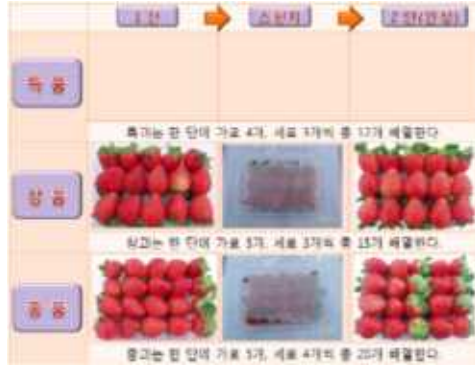 1단 스펀지 2단(완성)
특 품
특과는 한 단에 가로 4개, 세로 3개씩 총 12개 배열한다.
상 품
상과는 한 단에 가로 5개, 세로 3개씩 총 15개 배열한다.
중 품
중과는 한 단에 가로 5개, 세로 4개씩 총 20개 배열한다.